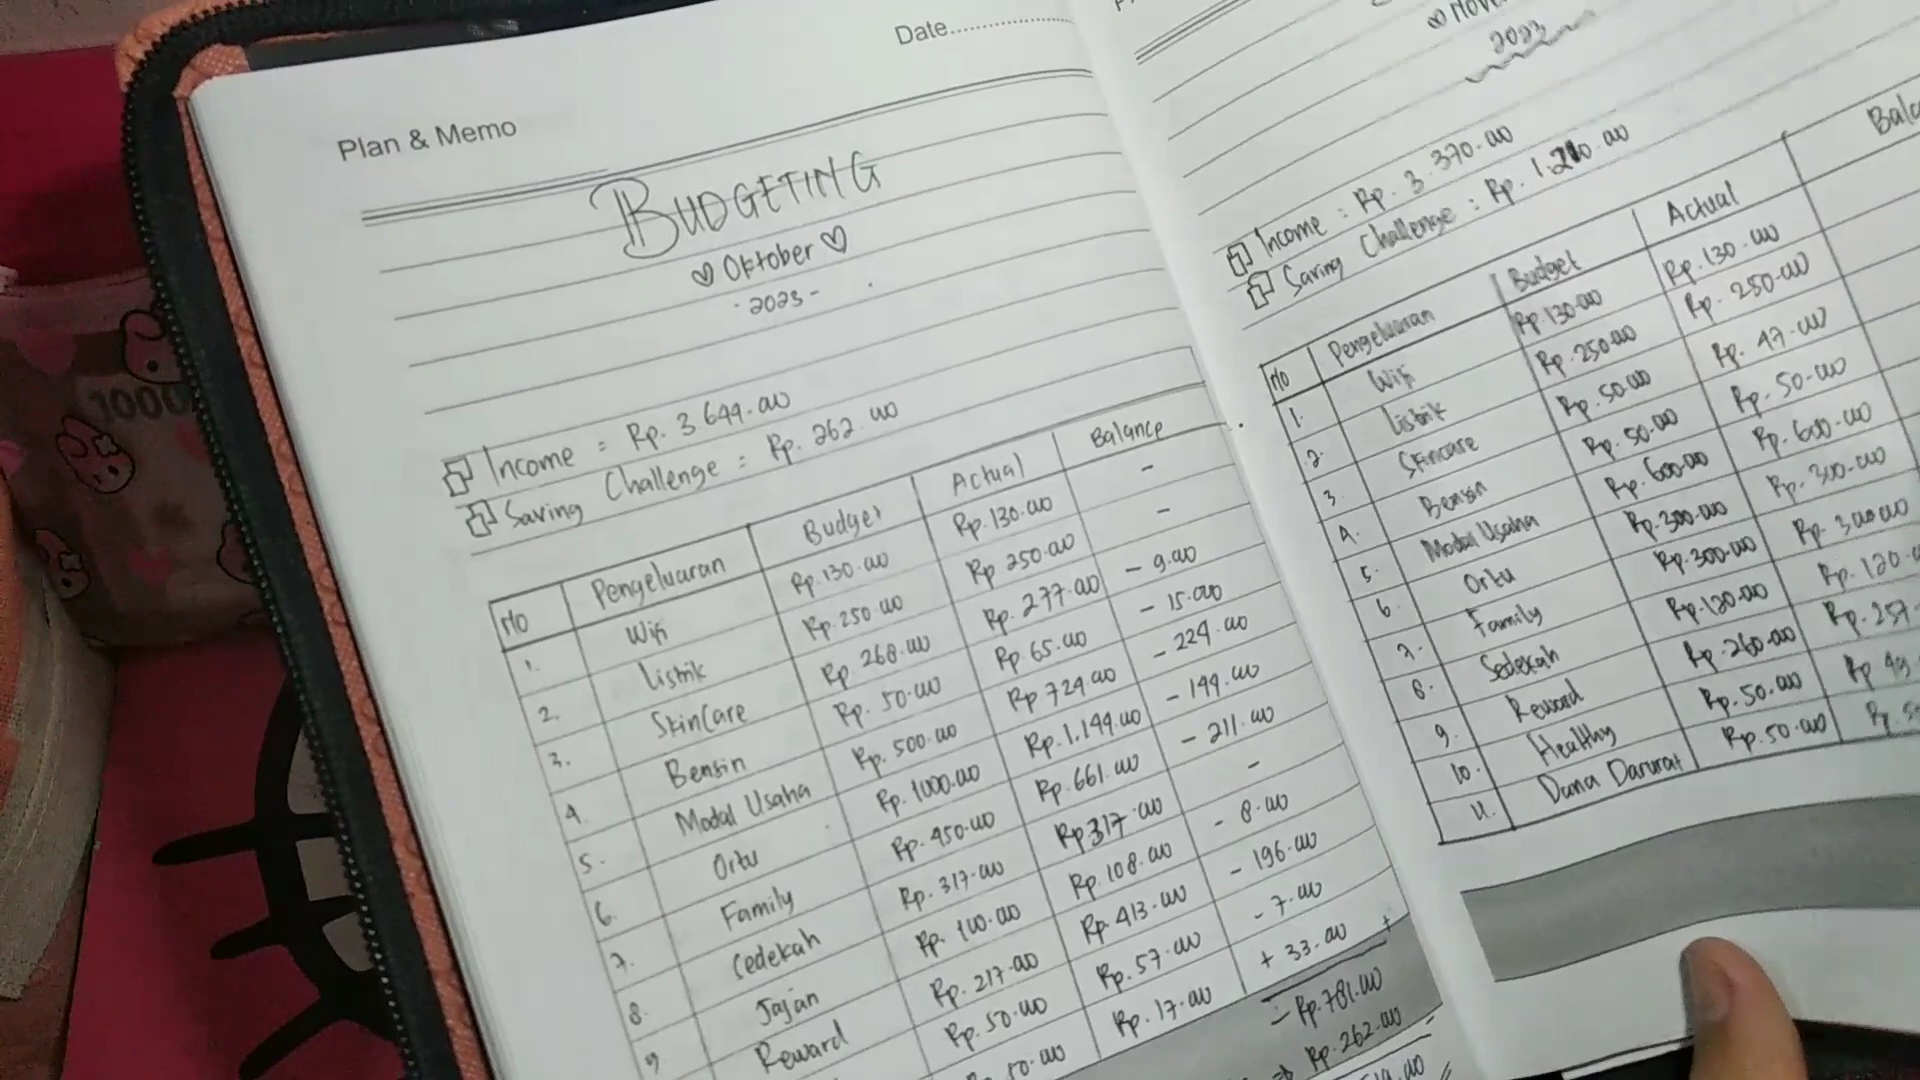 Date....................
Plan & Memo
BUDGETING
♡ Oktober ♡
- 2023 -
Income = Rp. 3.644.000
Saving Challenge = Rp. 262.000
No Pengeluaran Budget Actual Balance
1. Wifi Rp. 130.000 Rp. 130.000 -
2. Listrik Rp. 250.000 Rp 250.000 -
3. SkinCare Rp 268.000 Rp. 277.000 - 9.000
4. Bensin Rp. 50.000 Rp 65.000 - 15.000
5. Modal Usaha Rp. 500.000 Rp 724.000 - 224.000
6. Ortu Rp. 1000.000 Rp. 1.144.000 - 144.000
7. Family Rp. 450.000 Rp. 661.000 - 211.000
8. Cedekah Rp. 317.000 Rp 317.000 -
9 Jajan Rp. 100.000 Rp. 108.000 - 8.000
Reward Rp. 217.000 Rp. 413.000 - 196.000
Rp. 50.000 Rp. 57.000 - 7.000
50.000 Rp. 17.000 + 33.000
- Rp. 781.000
⇒ Rp. 262.000
2023
Income : Rp. 3.370.000
Saving Challenge : Rp. 1.210.000
No Pengeluaran Budget Actual
1. Wifi Rp. 130.000 Rp. 130.000
2. Listrik Rp. 250.000 Rp. 250.000
3. Skincare Rp. 50.000 Rp. 47.000
4. Bensin Rp. 50.000 Rp. 50.000
5. Modal Usaha Rp. 600.000 Rp. 600.000
6. Ortu Rp. 300.000 Rp. 300.000
7. Family Rp. 300.000 Rp. 300.000
8. Sedekah Rp. 120.000 Rp. 120
9. Reward Rp. 260.000 Rp. 257
10. Healthy Rp. 50.000 Rp 49
11. Dana Darurat Rp. 50.000
1000